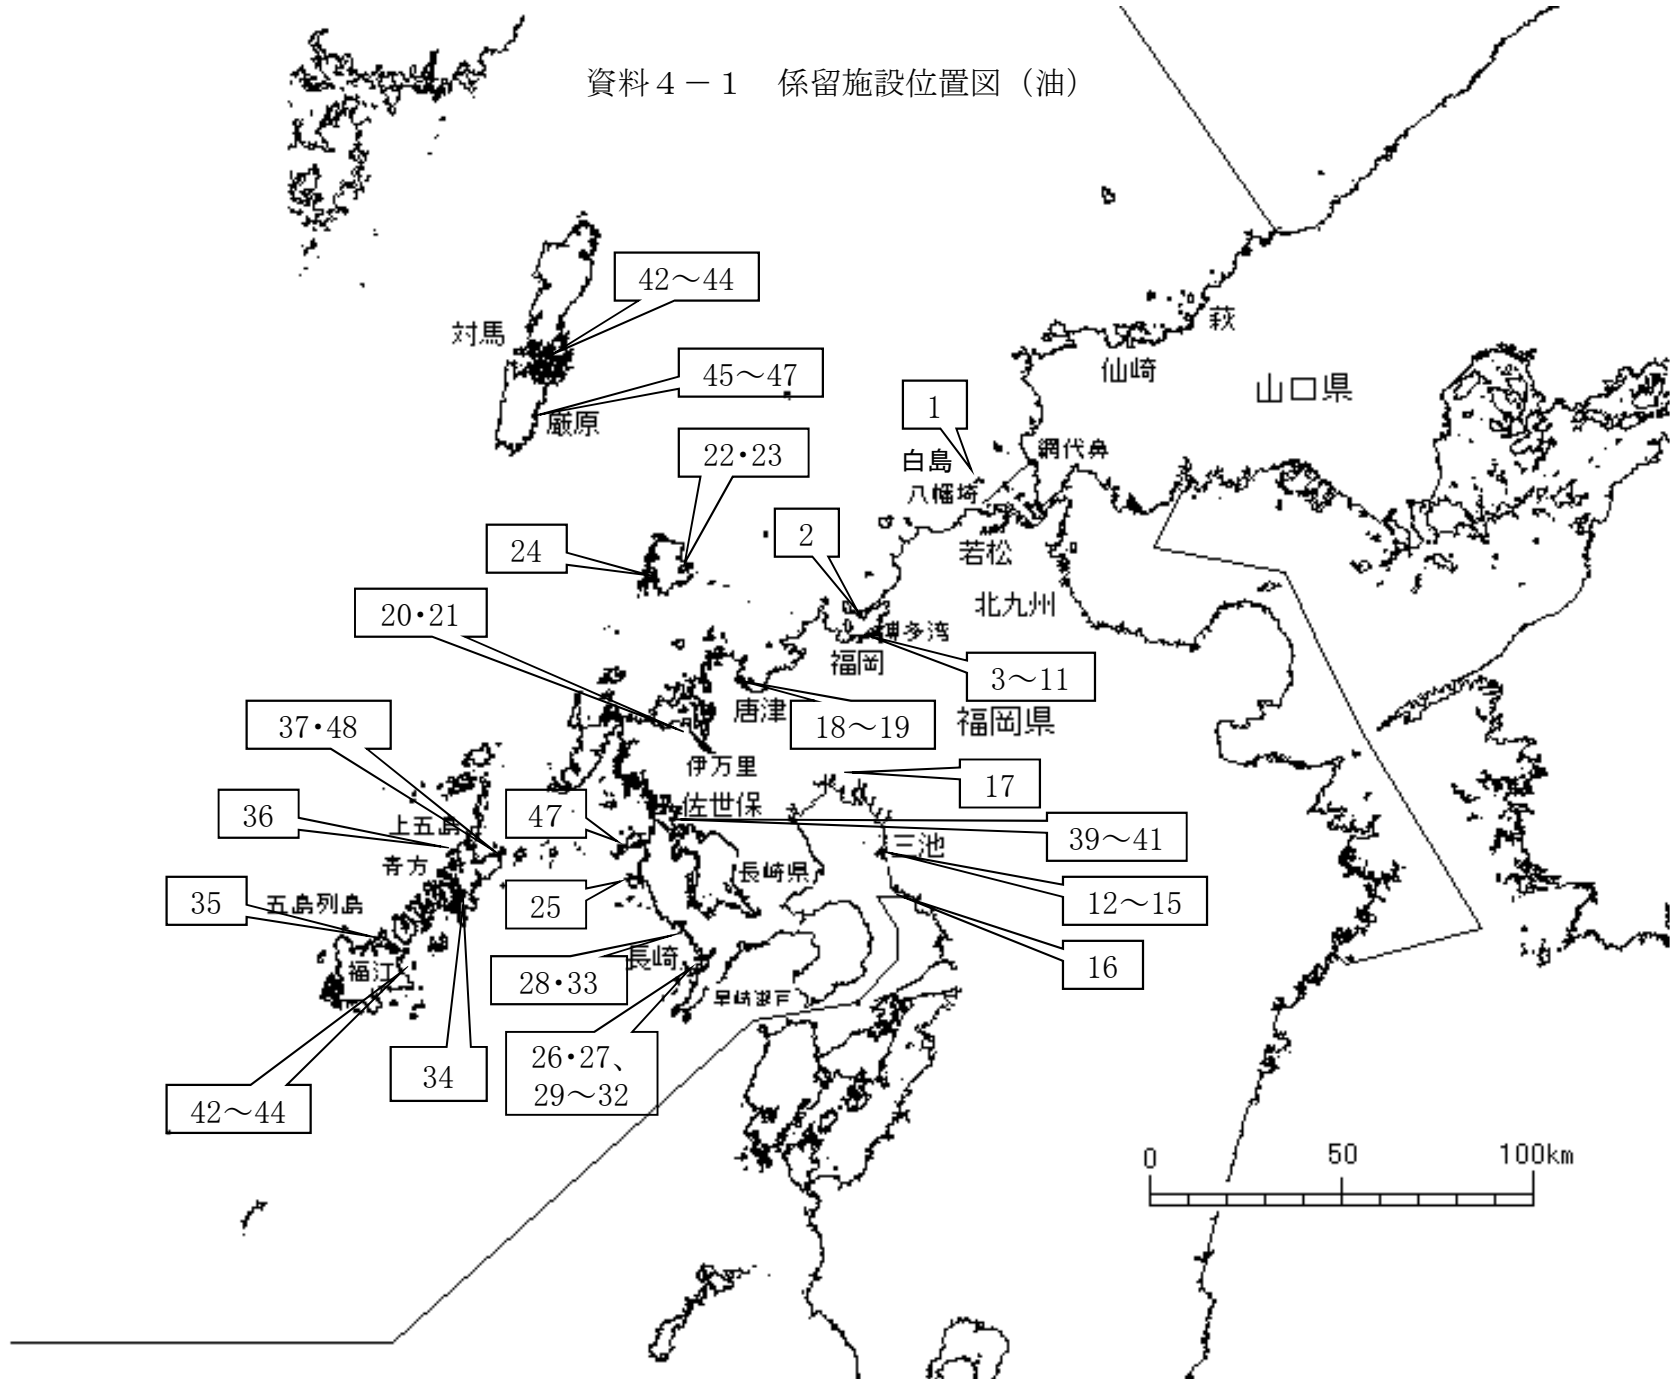 資料４－１　係留施設位置図（油）
42～44
萩
対馬
仙崎
45～47
山口県
1
厳原
22・23
網代鼻
白島
八幡埼
2
24
若松
20・21
北九州
博多湾
福岡
3～11
唐津
18～19
福岡県
37・48
伊万里
17
36
47
佐世保
上五島
39～41
三池
青方
長崎県
35
五島列島
25
12～15
長崎
福江
28・33
16
早崎瀬戸
34
26・27、
29～32
42～44
0
50
100km